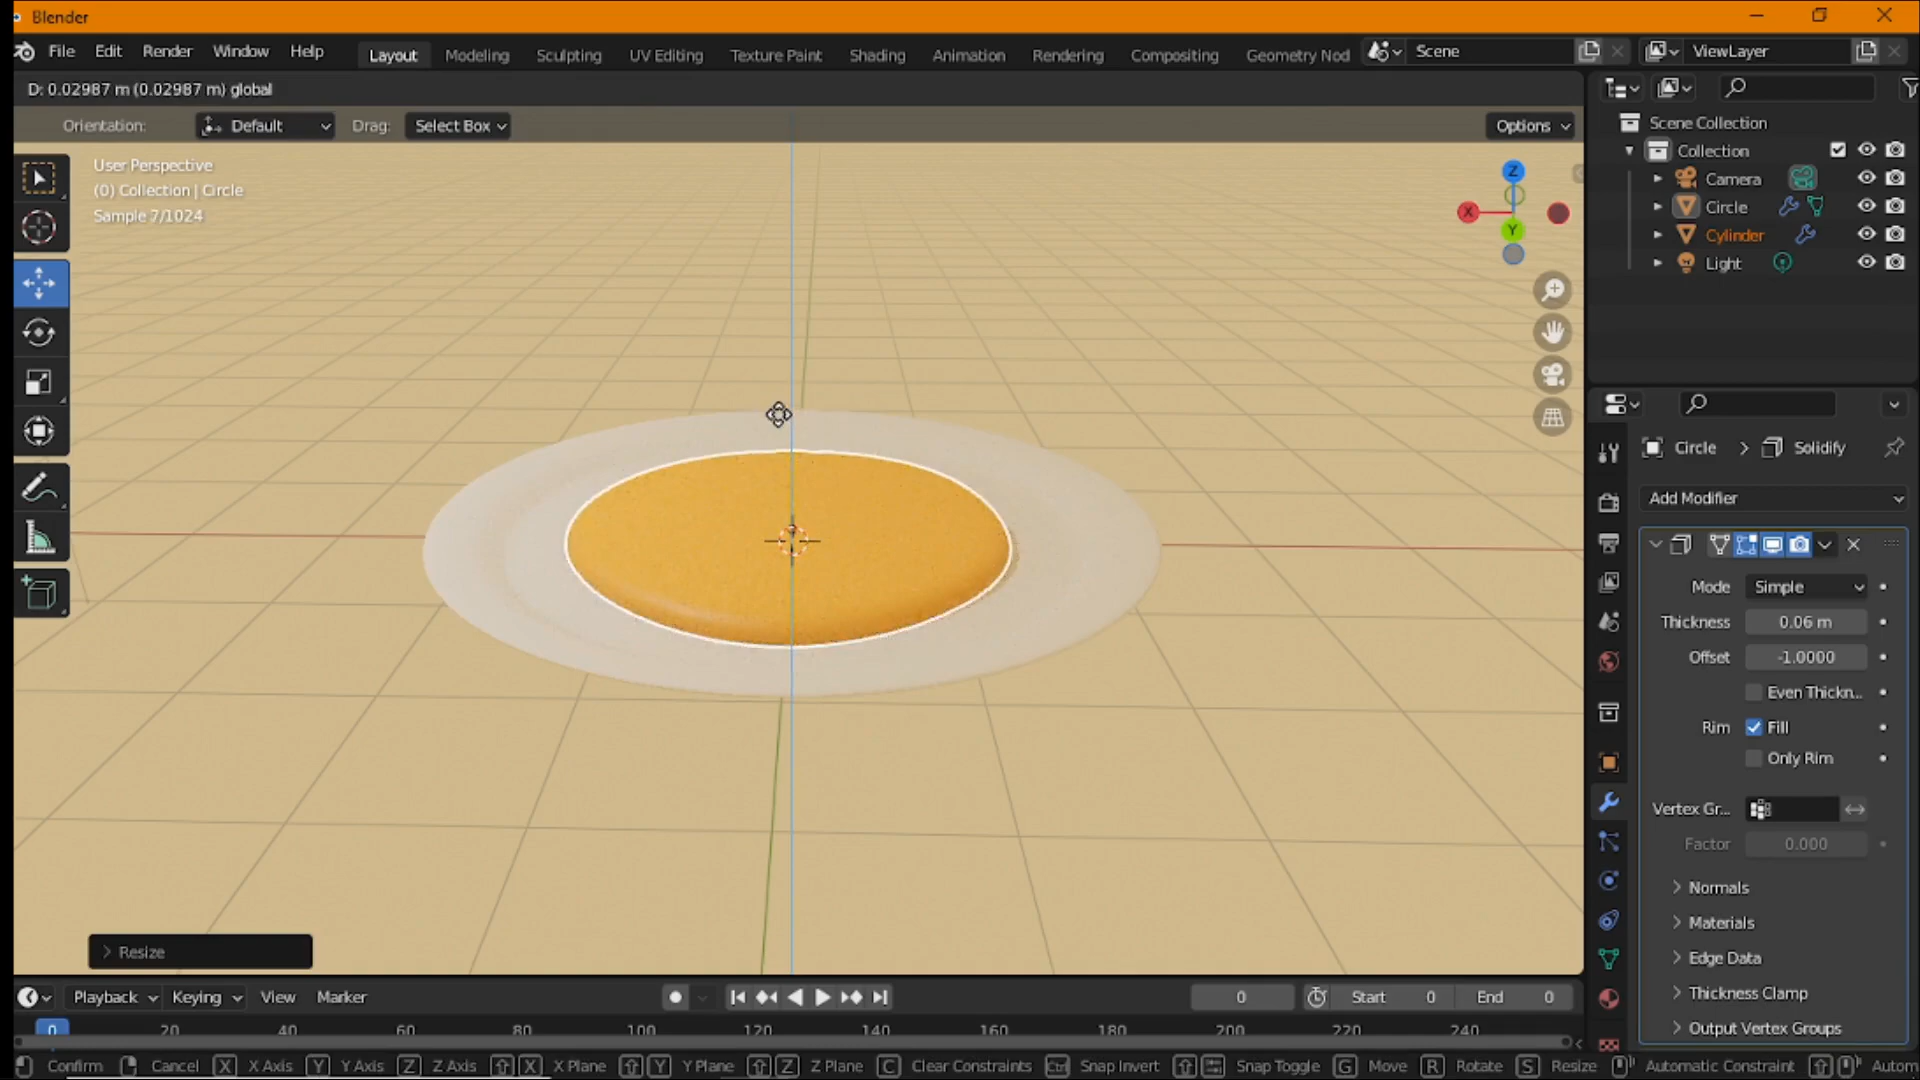 Blender
File Edit Render Window Help Layout Modeling Sculpting UV Editing Texture Paint Shading Animation Rendering Compositing Geometry Nod Scene ViewLayer
D: 0.02987 m (0.02987 m) global
Orientation: Default Drag: Select Box Options
User Perspective
(0) Collection | Circle
Sample 7/1024
Z
X
Y
Scene Collection
Collection
Camera
Circle
Cylinder
Light
Circle > Solidify
Add Modifier
Mode Simple
Thickness 0.06 m
Offset -1.0000
Even Thickn...
Rim Fill
Only Rim
Vertex Gr...
Factor 0.000
Normals
Materials
Edge Data
Thickness Clamp
Output Vertex Groups
Resize
Playback Keying View Marker 0 Start 0 End 0
0 20 40 60 80 100 120 140 160 180 200 220 240
Confirm Cancel X X Axis Y Y Axis Z Z Axis X X Plane Y Y Plane Z Z Plane C Clear Constraints Ctrl Snap Invert Snap Toggle G Move R Rotate S Resize Automatic Constraint Autom